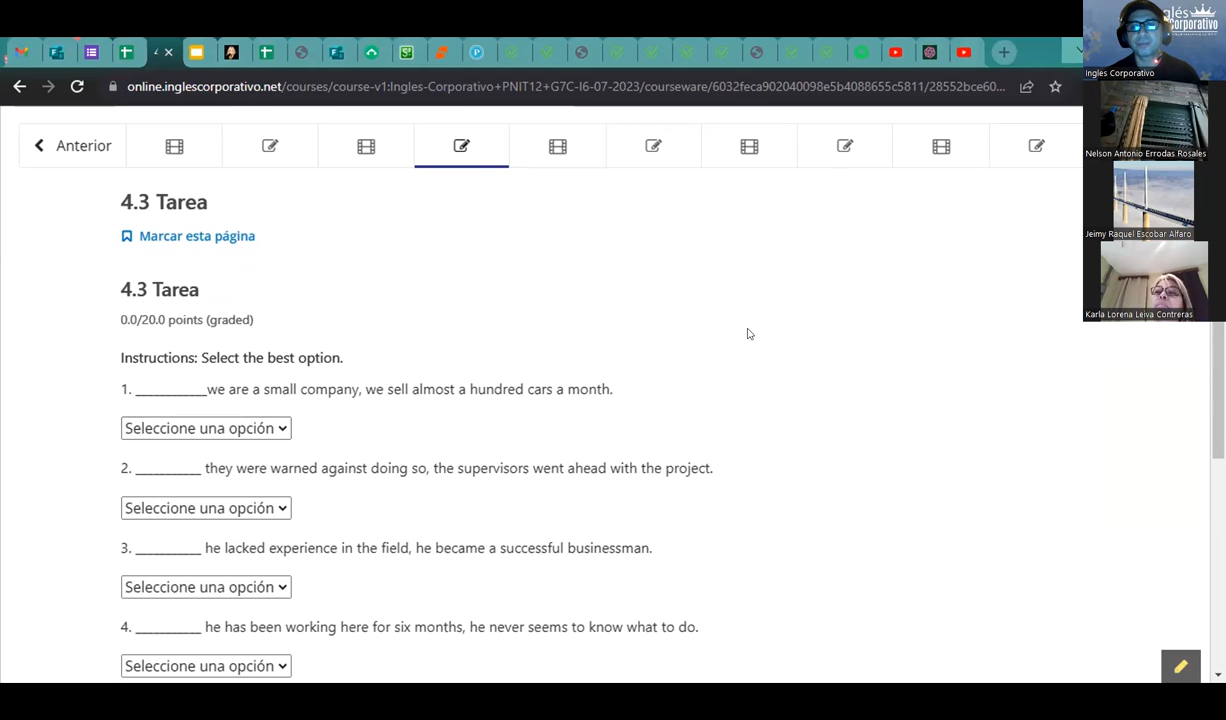 online.inglescorporativo.net/courses/course-v1:Ingles-Corporativo+PNIT12+G7C-I6-07-2023/courseware/6032feca902040098e5b4088655c5811/28552bce60...
Anterior
4.3 Tarea
Marcar esta página
4.3 Tarea
0.0/20.0 points (graded)
Instructions: Select the best option.
1. ___________we are a small company, we sell almost a hundred cars a month.
Seleccione una opción
2. __________ they were warned against doing so, the supervisors went ahead with the project.
Seleccione una opción
3. __________ he lacked experience in the field, he became a successful businessman.
Seleccione una opción
4. __________ he has been working here for six months, he never seems to know what to do.
Seleccione una opción
Corporativo
Ingles Corporativo
Nelson Antonio Errodas Rosales
Jeimy Raquel Escobar Alfaro
Karla Lorena Leiva Contreras